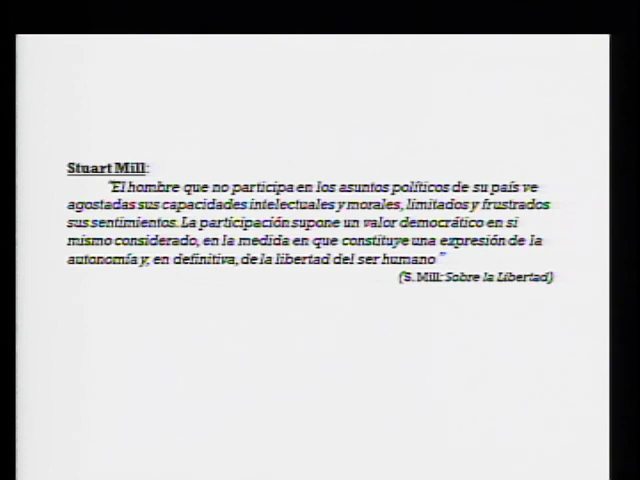 Stuart Mill:
"El hombre que no participa en los asuntos políticos de su país ve
agostadas sus capacidades intelectuales y morales, limitados y frustrados
sus sentimientos. La participación supone un valor democrático en si
mismo considerado, en la medida en que constituye una expresión de la
autonomía y, en definitiva, de la libertad del ser humano"
(S. Mill: Sobre la Libertad)